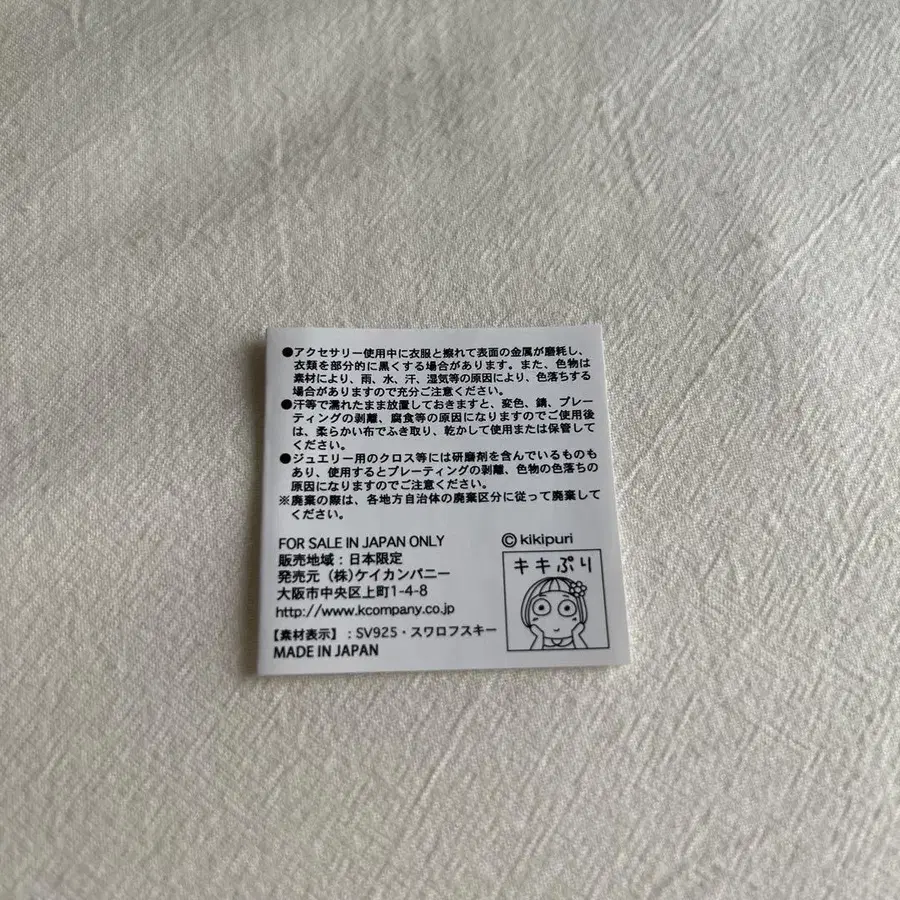 ●アクセサリー使用中に衣服と擦れて表面の金属が磨耗し、
衣類を部分的に黒くする場合があります。また、色物は
素材により、雨、水、汗、湿気等の原因により、色落ちする
場合がありますので充分ご注意ください。
●汗等で濡れたまま放置しておきますと、変色、錆、プレー
ティングの剥離、腐食等の原因になりますのでご使用後
は、柔らかい布でふき取り、乾かして使用または保管して
ください。
●ジュエリー用のクロス等には研磨剤を含んでいるものも
あり、使用するとプレーティングの剥離、色物の色落ちの
原因になりますのでご注意ください。
※廃棄の際は、各地方自治体の廃棄区分に従って廃棄して
ください。
FOR SALE IN JAPAN ONLY
販売地域：日本限定
発売元（株）ケイカンパニー
大阪市中央区上町1-4-8
http://www.kcompany.co.jp
【素材表示】：SV925・スワロフスキー
MADE IN JAPAN
© kikipuri
キキぷり